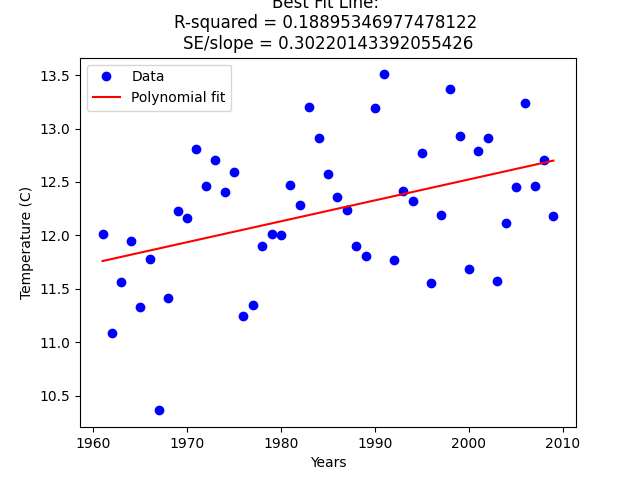 Best Fit Line:
R-squared = 0.18895346977478122
SE/slope = 0.30220143392055426
Data
Polynomial fit
13.5
13.0
12.5
12.0
11.5
11.0
10.5
Temperature (C)
1960 1970 1980 1990 2000 2010
Years